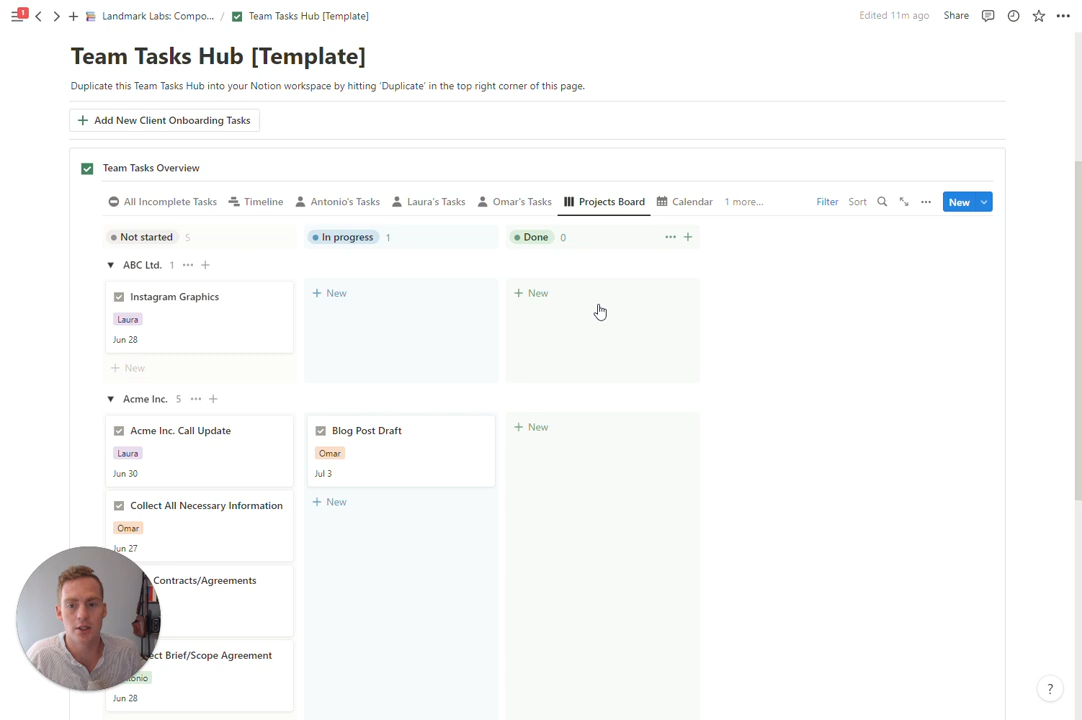 1
Landmark Labs: Compo... / Team Tasks Hub [Template]
Edited 11m ago
Share
Team Tasks Hub [Template]
Duplicate this Team Tasks Hub into your Notion workspace by hitting 'Duplicate' in the top right corner of this page.
+ Add New Client Onboarding Tasks
Team Tasks Overview
All Incomplete Tasks
Timeline
Antonio's Tasks
Laura's Tasks
Omar's Tasks
Projects Board
Calendar
1 more...
Filter
Sort
New
Not started 5
In progress 1
Done 0
ABC Ltd. 1
Instagram Graphics
Laura
Jun 28
+ New
+ New
+ New
Acme Inc. 5
Acme Inc. Call Update
Laura
Jun 30
Blog Post Draft
Omar
Jul 3
+ New
+ New
Collect All Necessary Information
Omar
Jun 27
Contracts/Agreements
Brief/Scope Agreement
Jun 28
?